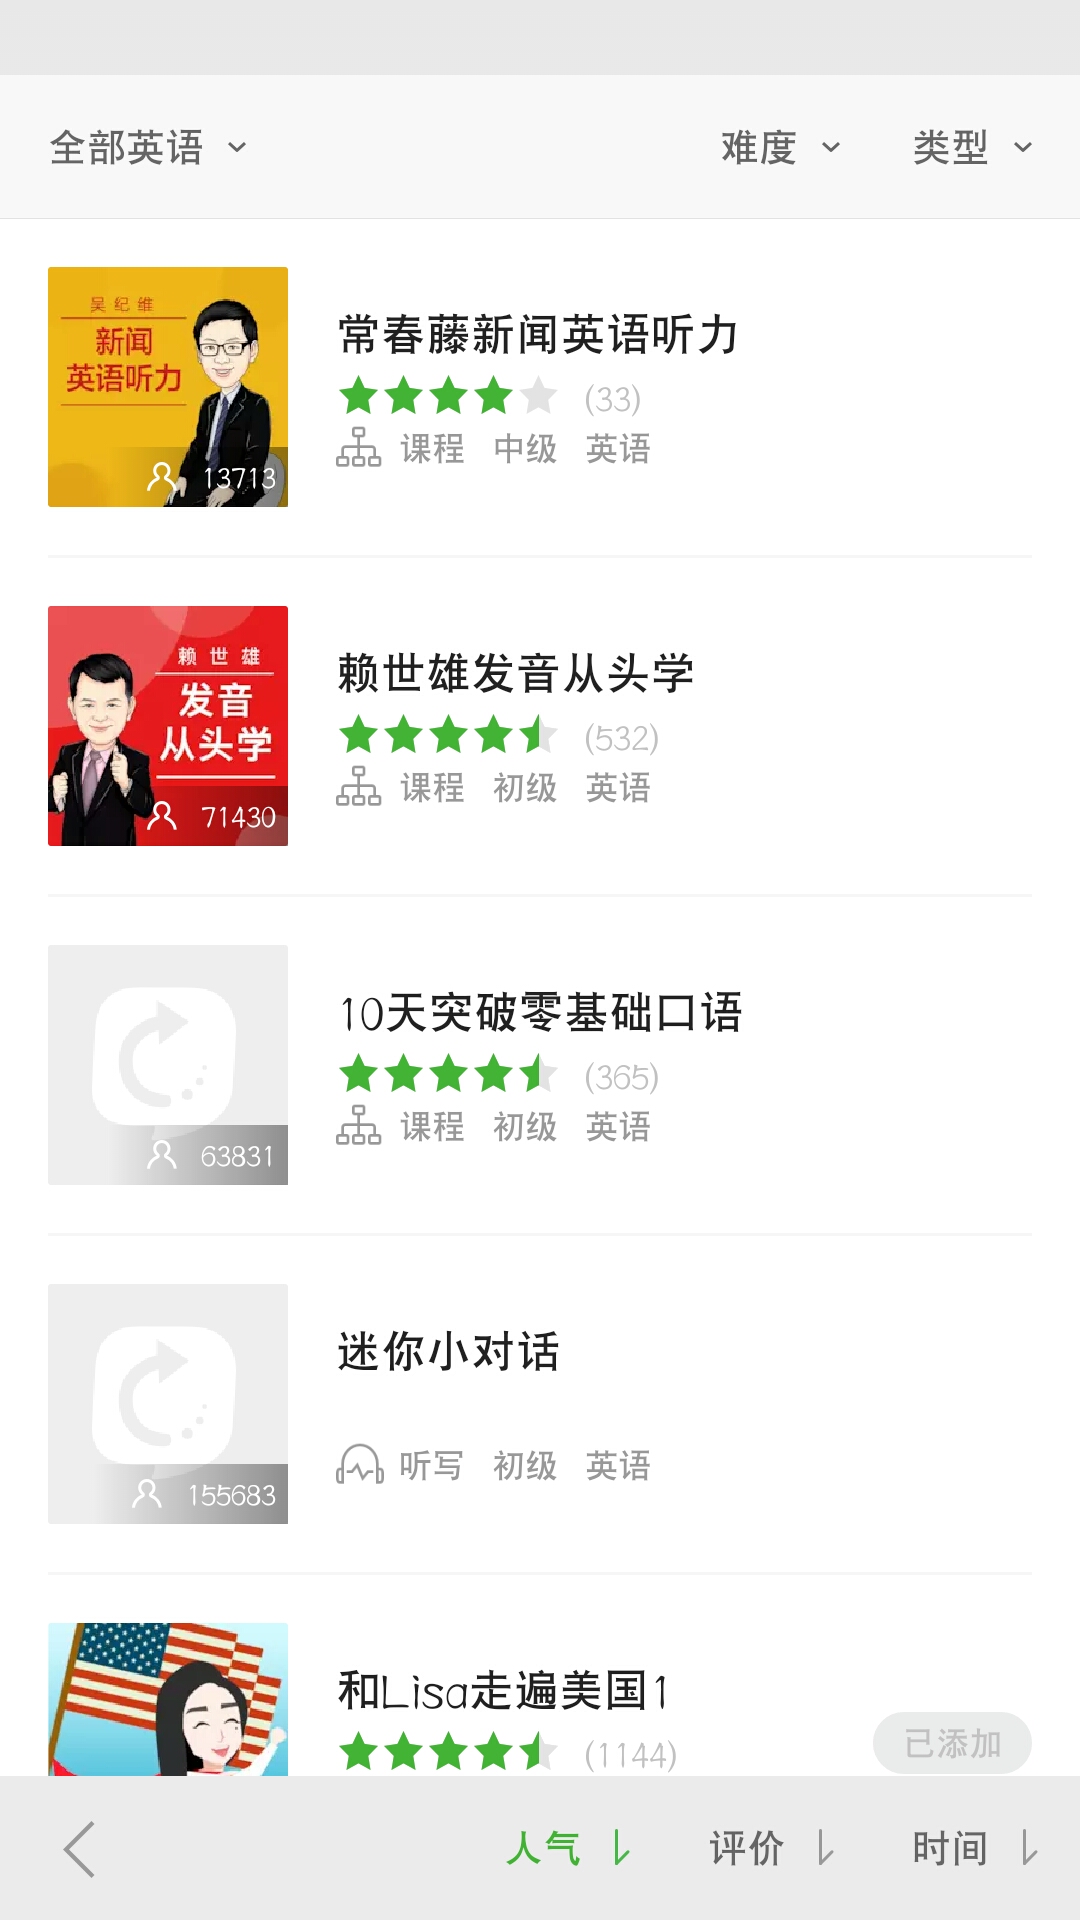 全部英语 难度 类型
吴纪维
新闻
英语听力
13713
常春藤新闻英语听力
(33)
课程 中级 英语
赖世雄
发音
从头学
71430
赖世雄发音从头学
(532)
课程 初级 英语
63831
10天突破零基础口语
(365)
课程 初级 英语
155683
迷你小对话
听写 初级 英语
和Lisa走遍美国1
(1144)
已添加
人气 评价 时间